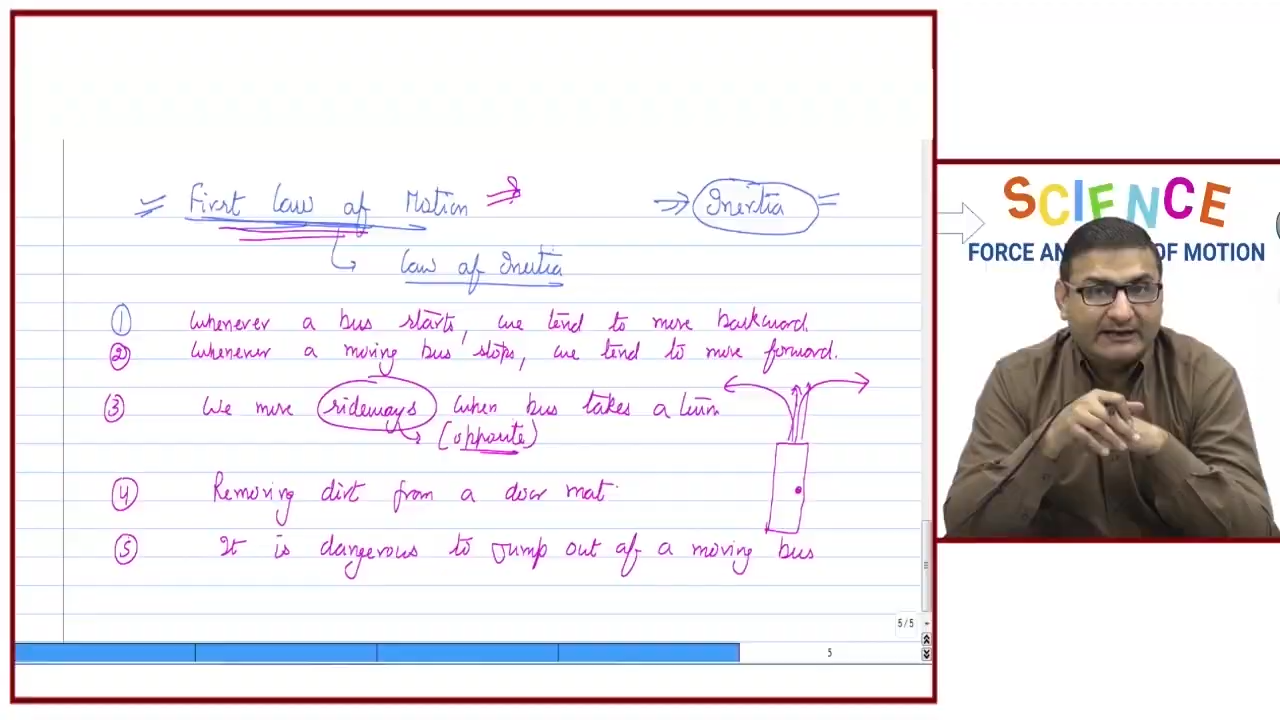 First Law of Motion ⇒ Inertia =
Law of Inertia
① Whenever a bus starts, we tend to move backward.
② Whenever a moving bus stops, we tend to move forward.
③ We move sideways when bus takes a turn
(opposite)
④ Removing dirt from a door mat
⑤ It is dangerous to Jump out of a moving bus
5/5
5
SCIENCE
FORCE AN OF MOTION